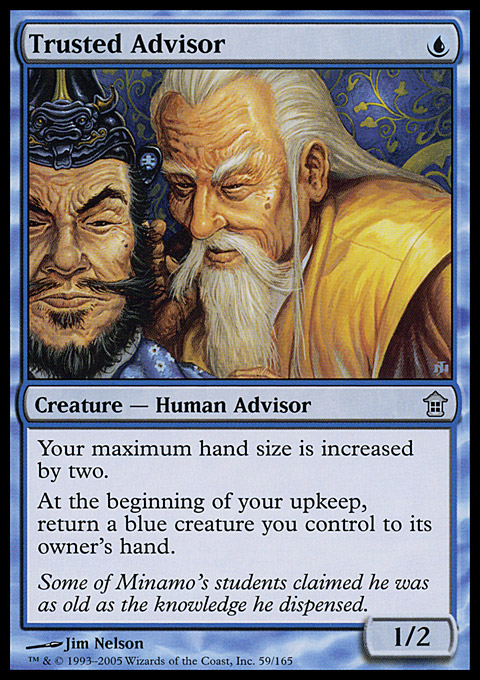 Trusted Advisor
Creature — Human Advisor
Your maximum hand size is increased
by two.
At the beginning of your upkeep,
return a blue creature you control to its
owner's hand.
Some of Minamo's students claimed he was
as old as the knowledge he dispensed.
Jim Nelson
1/2
™ & © 1993–2005 Wizards of the Coast, Inc. 59/165